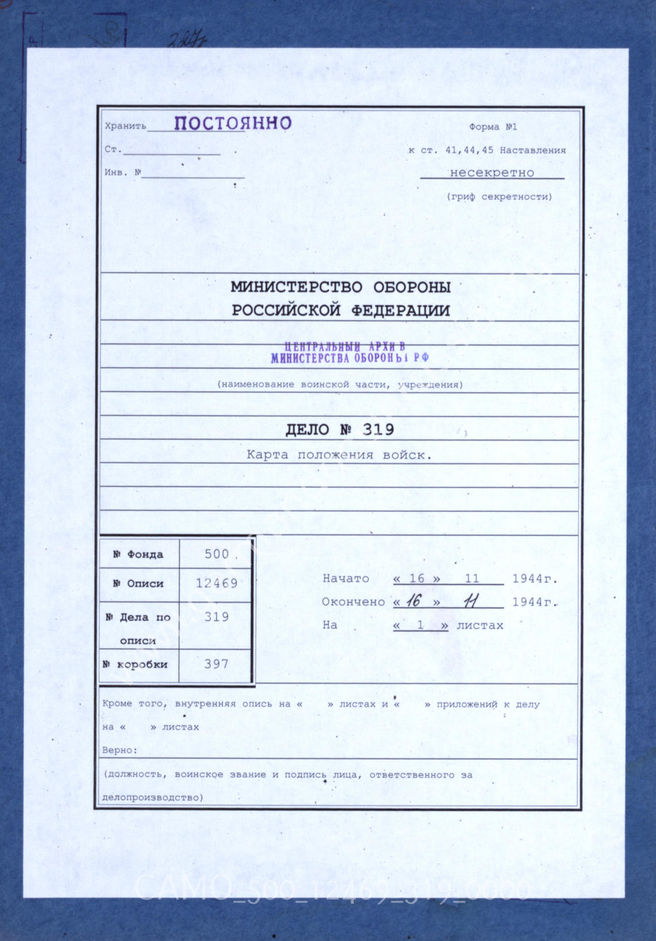 227г
Хранить ПОСТОЯННО
Форма №1
Ст.
к ст. 41,44,45 Наставления
Инв. №
несекретно
(гриф секретности)
МИНИСТЕРСТВО ОБОРОНЫ
РОССИЙСКОЙ ФЕДЕРАЦИИ
ЦЕНТРАЛЬНЫЙ АРХИВ
МИНИСТЕРСТВА ОБОРОНЫ РФ
(наименование воинской части, учреждения)
ДЕЛО № 319
Карта положения войск.
№ Фонда 500
№ Описи 12469
№ Дела по описи 319
№ коробки 397
Начато « 16 » 11 1944г.
Окончено « 16 » 11 1944г.
На « 1 » листах
Кроме того, внутренняя опись на « » листах и « » приложений к делу
на « » листах
Верно:
(должность, воинское звание и подпись лица, ответственного за
делопроизводство)
CAMO_500_12469_319_0000